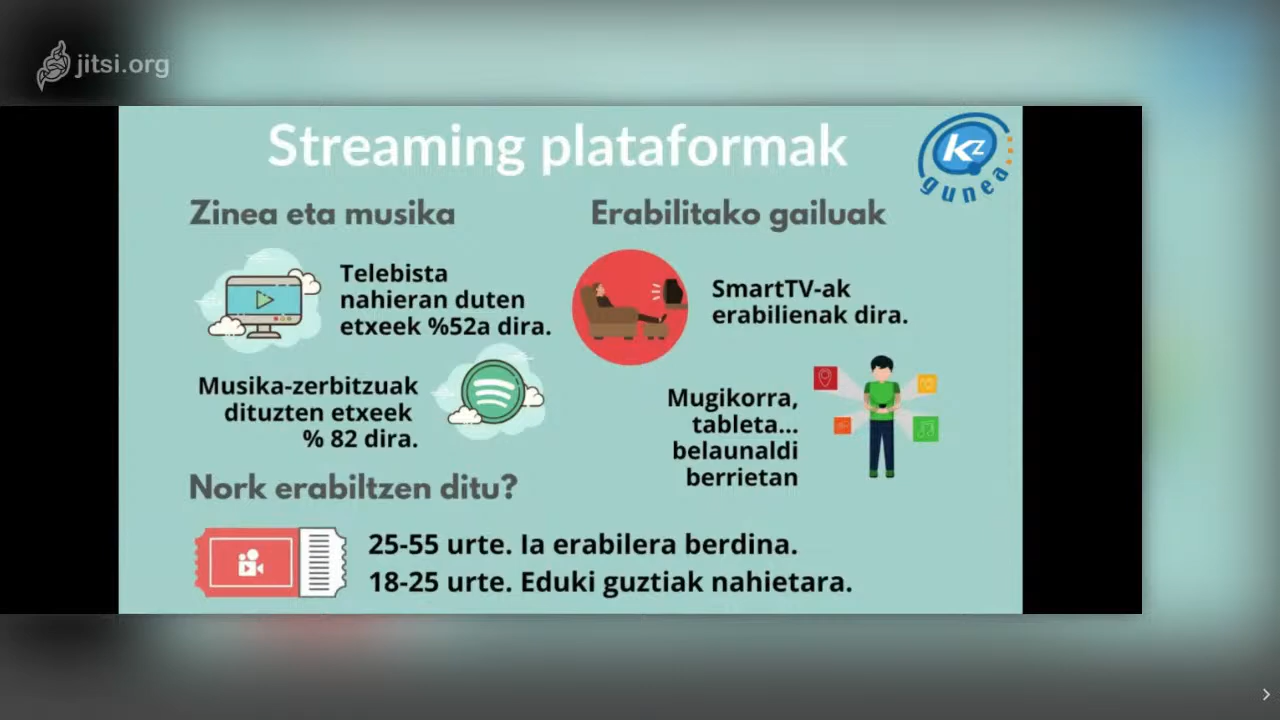 jitsi.org
Streaming plataformak
kz
gunea
Zinea eta musika
Telebista
nahieran duten
etxeek %52a dira.
Musika-zerbitzuak
dituzten etxeek
% 82 dira.
Erabilitako gailuak
SmartTV-ak
erabilienak dira.
Mugikorra,
tableta...
belaunaldi
berrietan
Nork erabiltzen ditu?
25-55 urte. Ia erabilera berdina.
18-25 urte. Eduki guztiak nahietara.